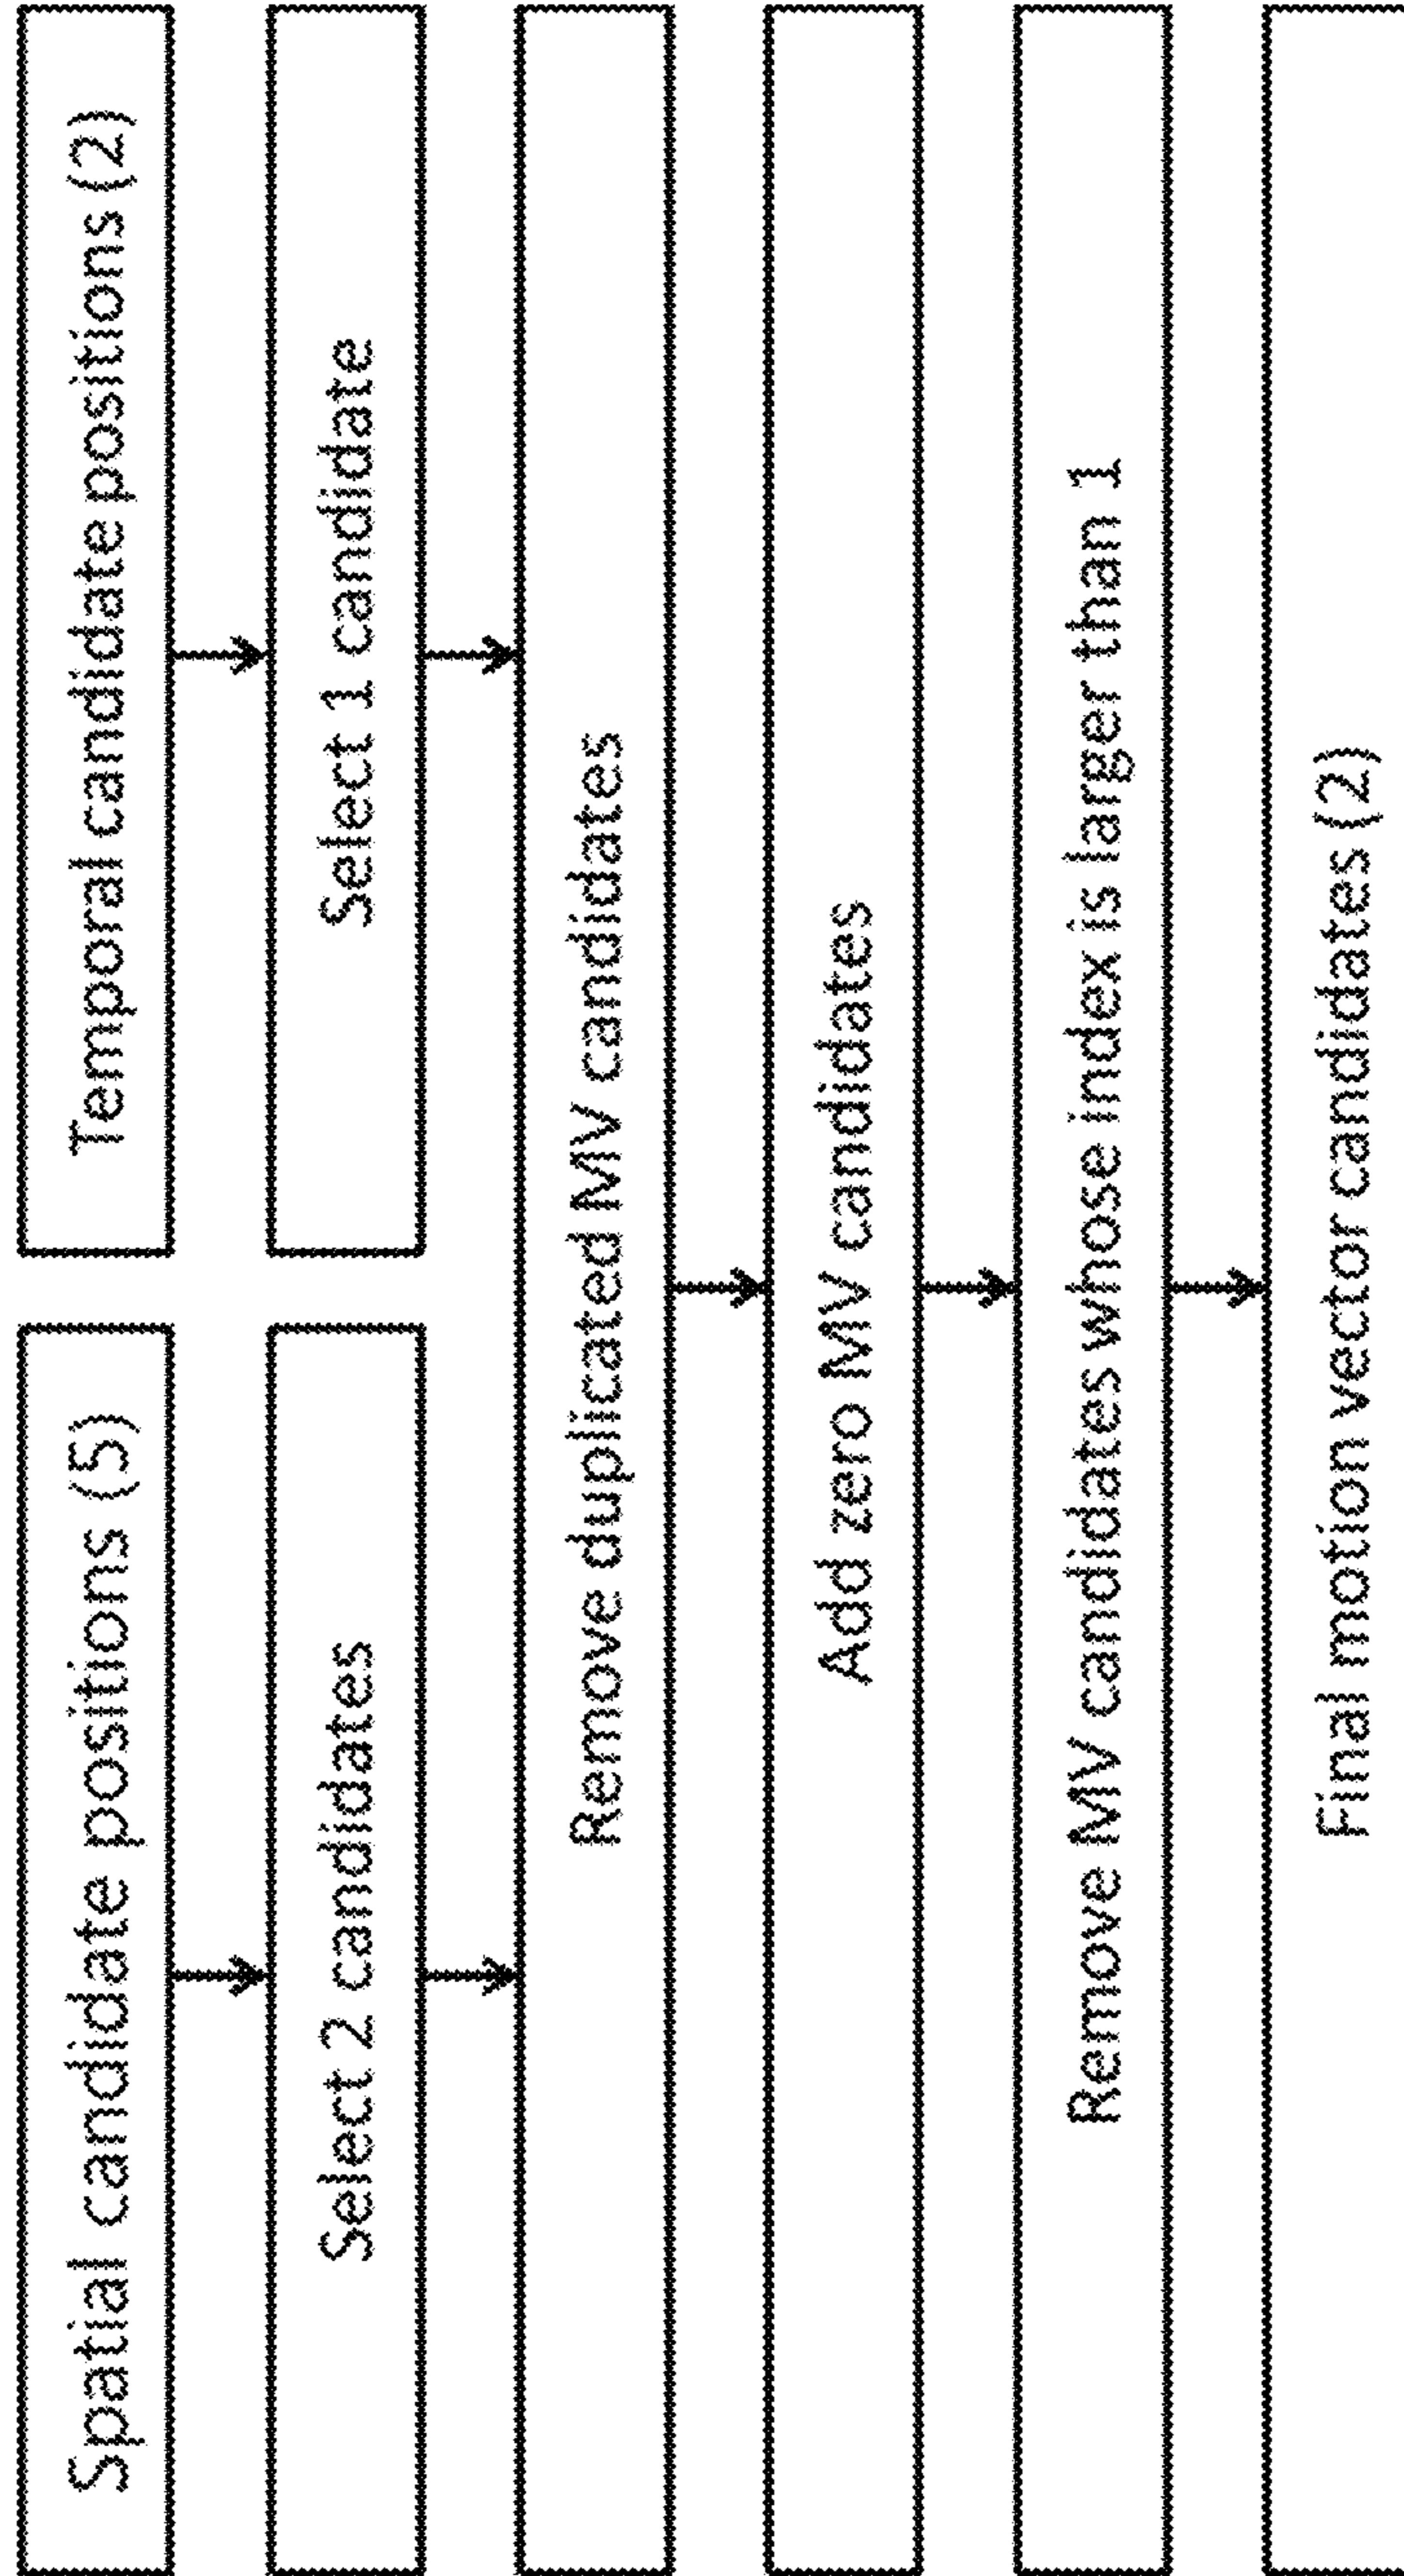 Spatial candidate positions (5)
Temporal candidate positions (2)
Select 2 candidates
Select 1 candidate
Remove duplicated MV candidates
Add zero MV candidates
Remove MV candidates whose index is larger than 1
Final motion vector candidates (2)